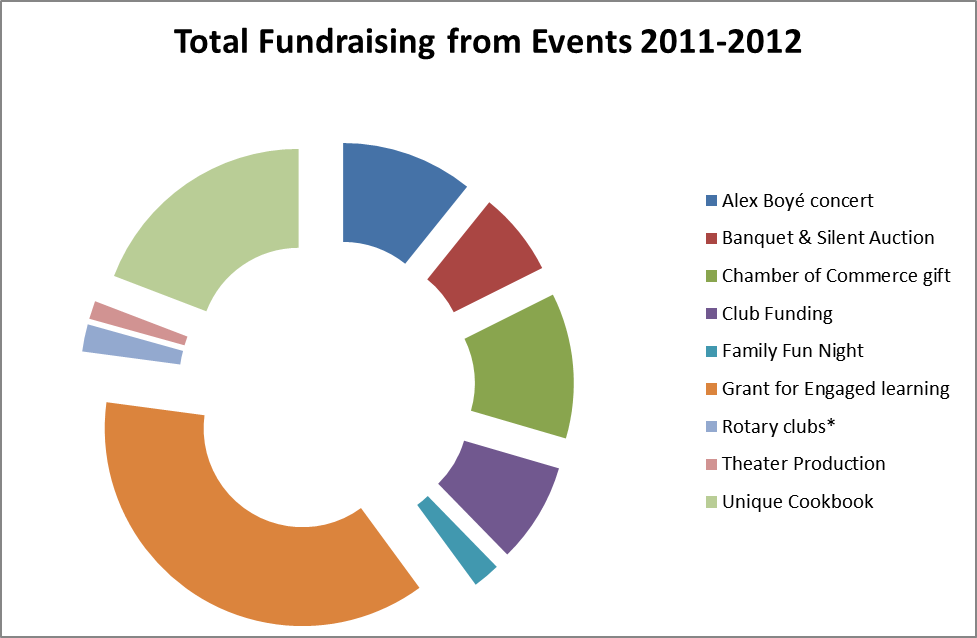 Total Fundraising from Events 2011-2012
Alex Boyé concert
Banquet & Silent Auction
Chamber of Commerce gift
Club Funding
Family Fun Night
Grant for Engaged learning
Rotary clubs*
Theater Production
Unique Cookbook